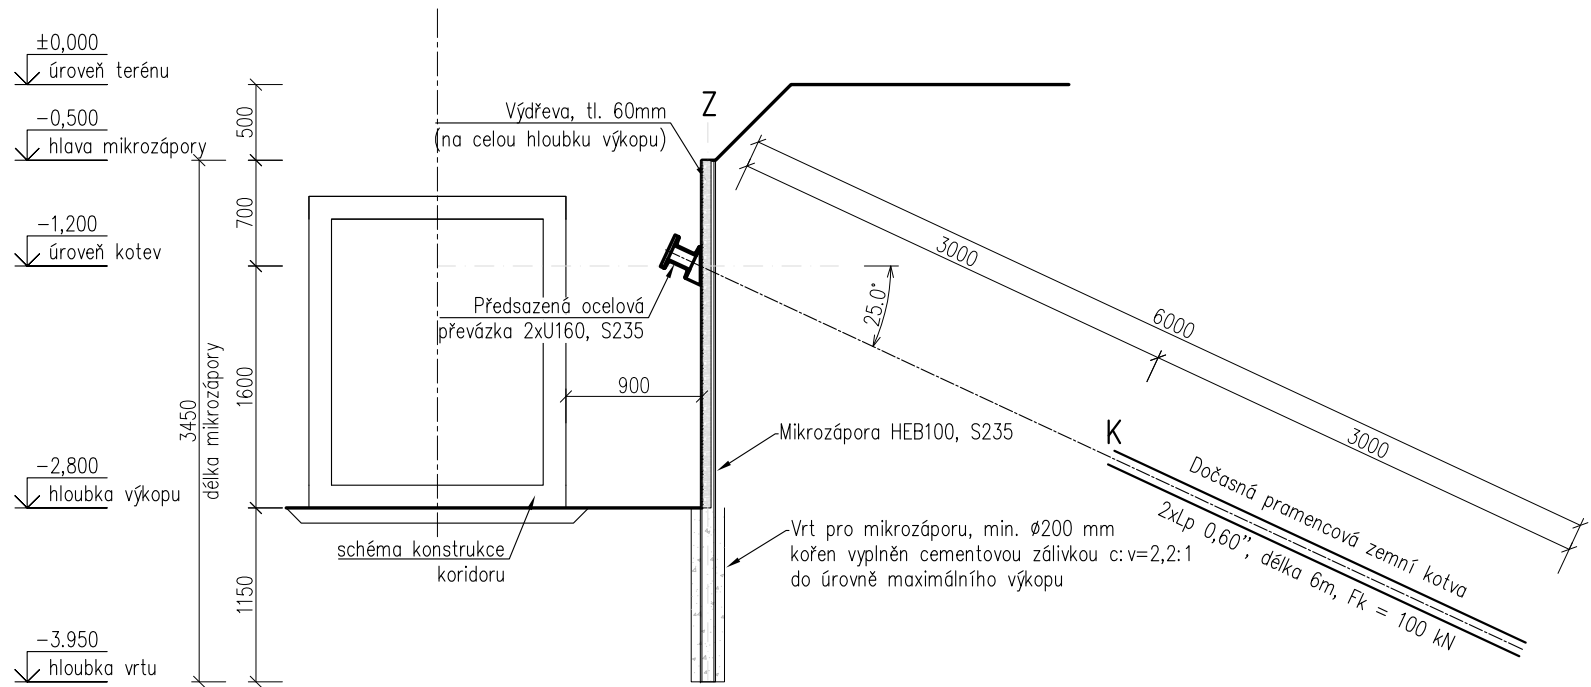 ±0,000
úroveň terénu
-0,500
hlava mikrozápory
-1,200
úroveň kotev
-2,800
hloubka výkopu
-3.950
hloubka vrtu
3450
délka mikrozápory
500
700
1600
1150
Výdřeva, tl. 60mm
(na celou hloubku výkopu)
Z
Předsazená ocelová
převázka 2xU160, S235
900
schéma konstrukce
koridoru
25.0°
3000
6000
3000
K
Mikrozápora HEB100, S235
Dočasná pramencová zemní kotva
2xLp 0,60", délka 6m, Fk = 100 kN
Vrt pro mikrozáporu, min. Ø200 mm
kořen vyplněn cementovou zálivkou c:v=2,2:1
do úrovně maximálního výkopu